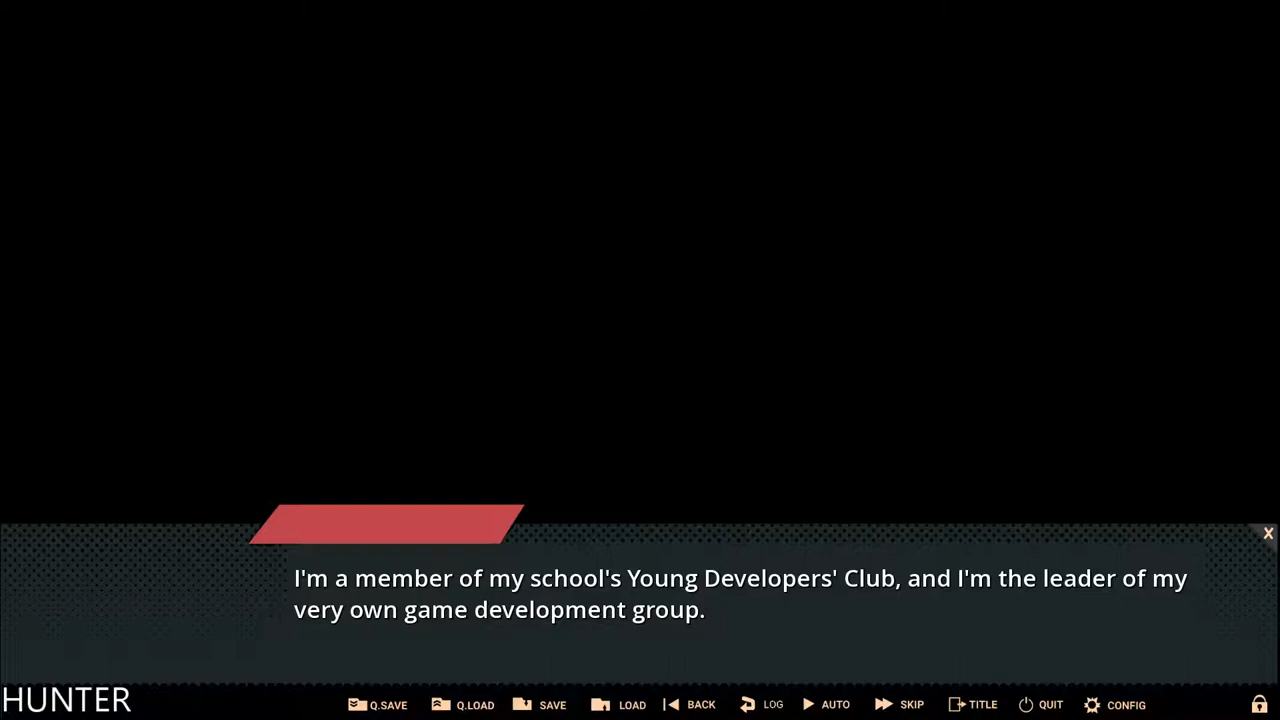 X
I'm a member of my school's Young Developers' Club, and I'm the leader of my
very own game development group.
HUNTER
Q.SAVE Q.LOAD SAVE LOAD BACK LOG AUTO SKIP TITLE QUIT CONFIG